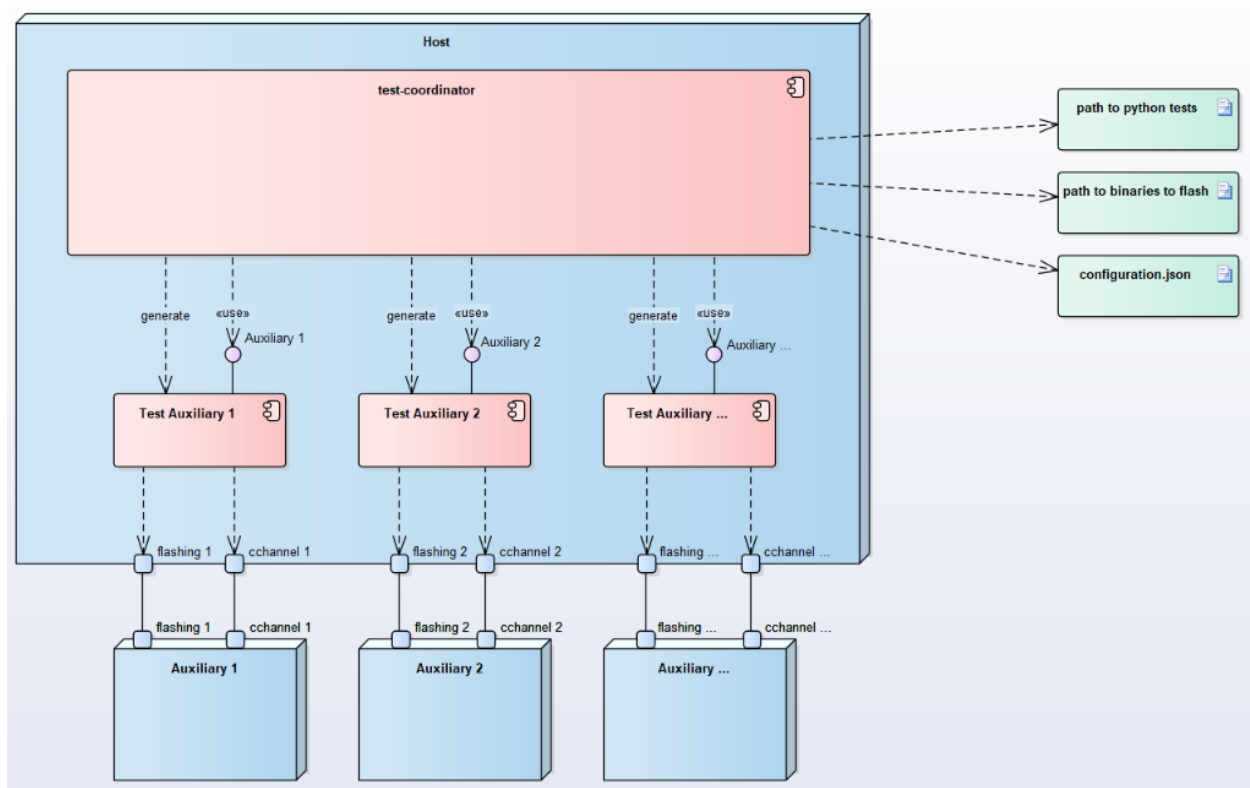 Host
test-coordinator
path to python tests
path to binaries to flash
configuration.json
generate
«use»
Auxiliary 1
generate
«use»
Auxiliary 2
generate
«use»
Auxiliary ...
Test Auxiliary 1
Test Auxiliary 2
Test Auxiliary ...
flashing 1
cchannel 1
flashing 2
cchannel 2
flashing ...
cchannel ...
flashing 1
cchannel 1
flashing 2
cchannel 2
flashing ...
cchannel ...
Auxiliary 1
Auxiliary 2
Auxiliary ...